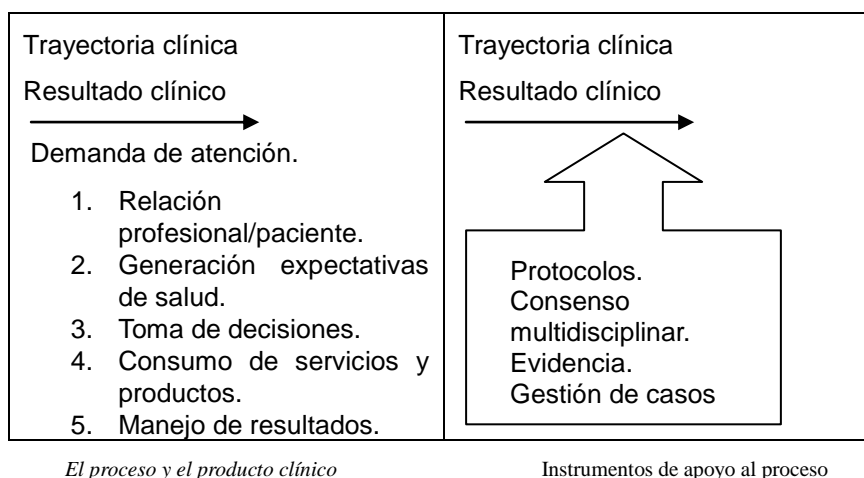 Trayectoria clínica
Resultado clínico
Demanda de atención.
1. Relación
profesional/paciente.
2. Generación expectativas
de salud.
3. Toma de decisiones.
4. Consumo de servicios y
productos.
5. Manejo de resultados.
Trayectoria clínica
Resultado clínico
Protocolos.
Consenso
multidisciplinar.
Evidencia.
Gestión de casos
El proceso y el producto clínico
Instrumentos de apoyo al proceso